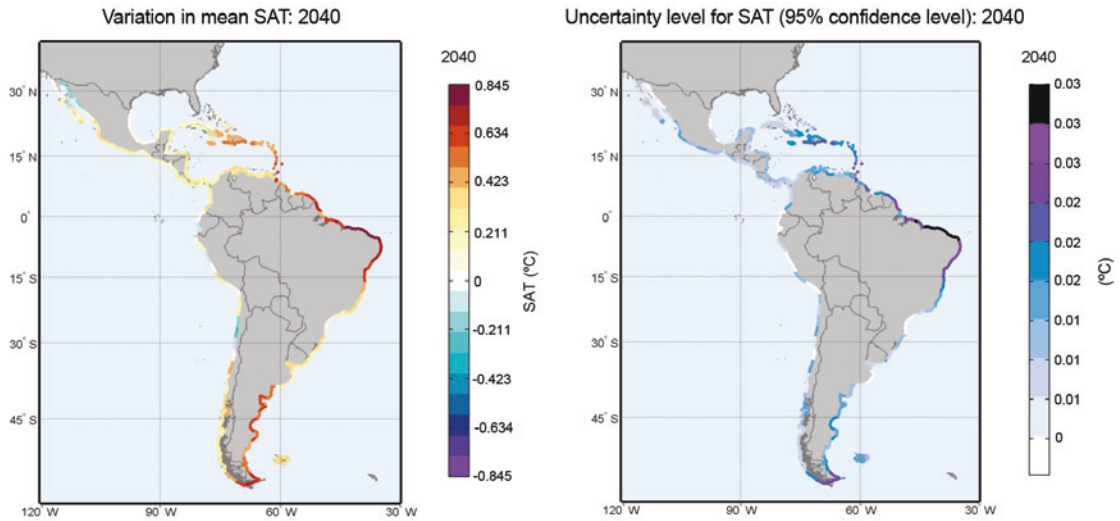 Variation in mean SAT: 2040
2040
0.845
0.634
0.423
0.211
0
-0.211
-0.423
-0.634
-0.845
SAT (ºC)
30° N
15° N
0°
15° S
30° S
45° S
120 W
90 W
60 W
30 W
Uncertainty level for SAT (95% confidence level): 2040
2040
0.03
0.03
0.03
0.02
0.02
0.01
0.01
0.01
0
(ºC)
30° N
15° N
0°
15° S
30° S
45° S
120 W
90 W
60 W
30 W